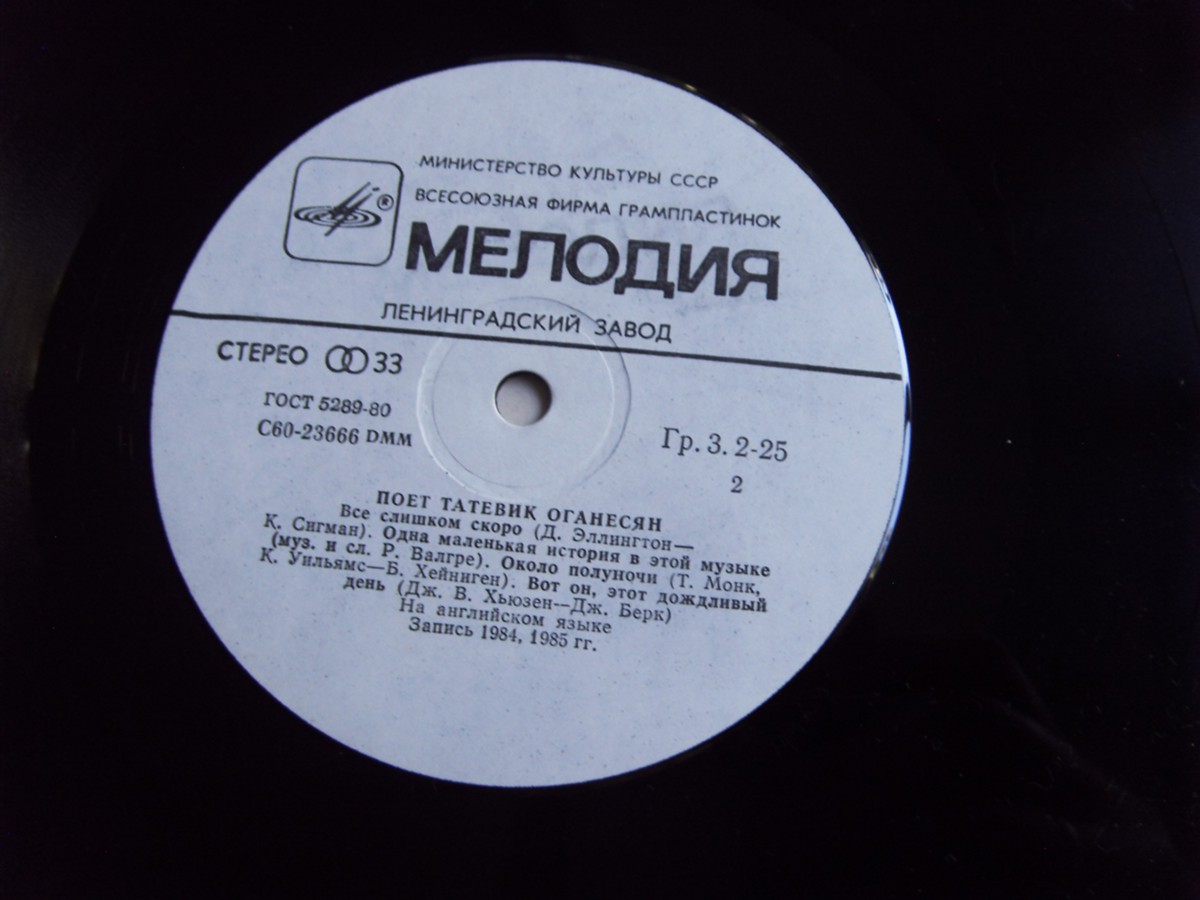 МИНИСТЕРСТВО КУЛЬТУРЫ СССР
ВСЕСОЮЗНАЯ ФИРМА ГРАМПЛАСТИНОК
®
МЕЛОДИЯ
ЛЕНИНГРАДСКИЙ ЗАВОД
СТЕРЕО 33
ГОСТ 5289-80
С60-23666 DMM
Гр. 3. 2-25
2
ПОЕТ ТАТЕВИК ОГАНЕСЯН
Все слишком скоро (Д. Эллингтон—
К. Сигман). Одна маленькая история в этой музыке
(муз. и сл. Р. Валгре). Около полуночи (Т. Монк,
К. Уильямс—Б. Хейниген). Вот он, этот дождливый
день (Дж. В. Хьюзен—Дж. Берк)
На английском языке
Запись 1984, 1985 гг.